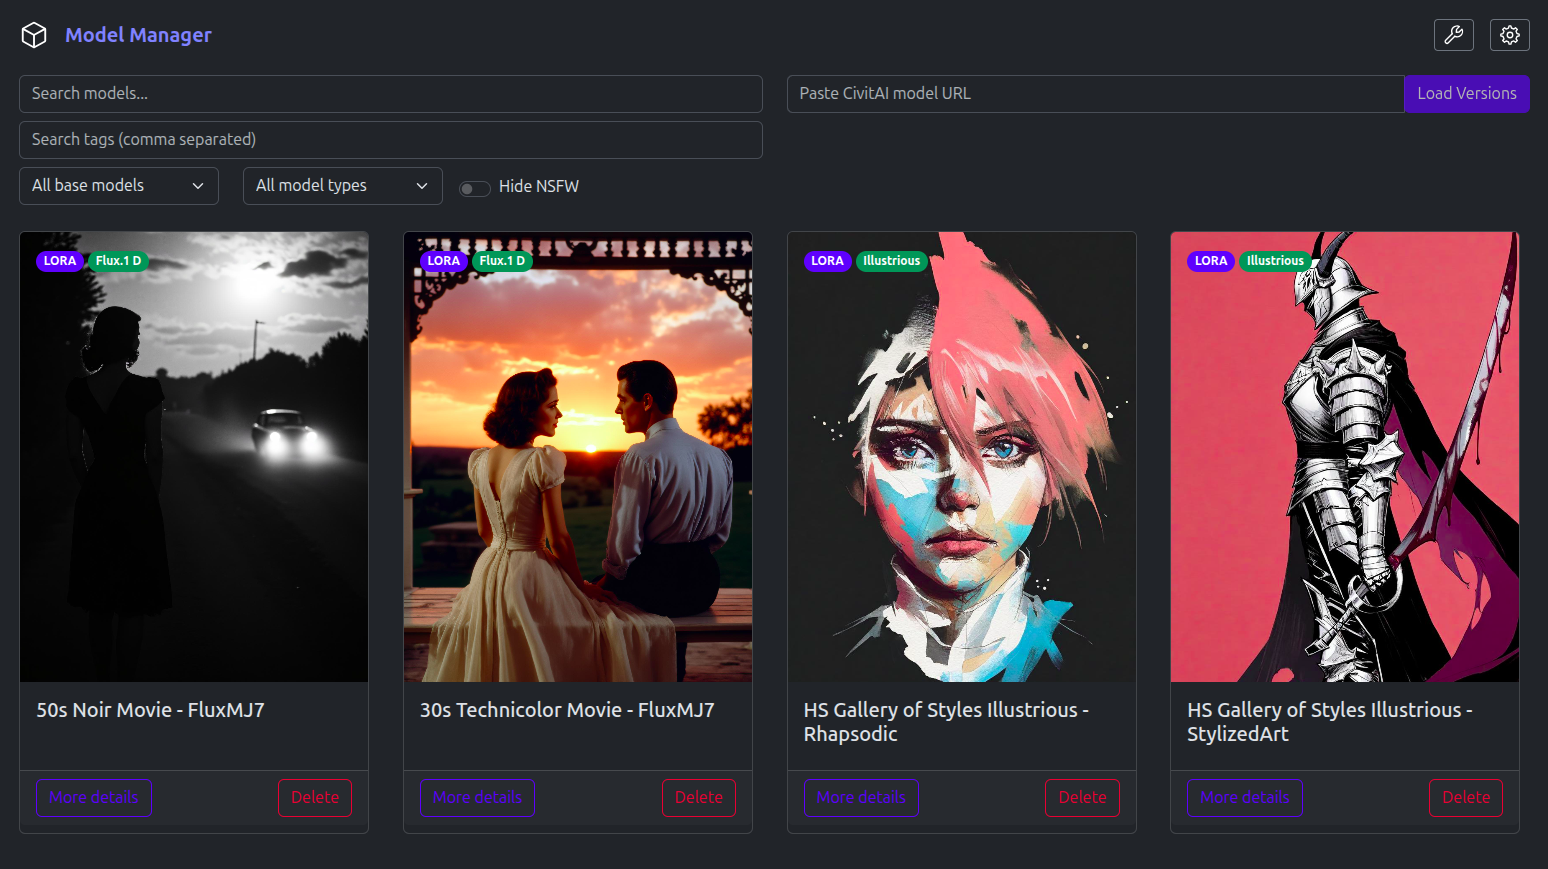 Model Manager
Search models...
Paste CivitAI model URL
Load Versions
Search tags (comma separated)
All base models
All model types
Hide NSFW
LORA
Flux.1 D
LORA
Flux.1 D
LORA
Illustrious
LORA
Illustrious
50s Noir Movie - FluxMJ7
30s Technicolor Movie - FluxMJ7
HS Gallery of Styles Illustrious -
Rhapsodic
HS Gallery of Styles Illustrious -
StylizedArt
More details
Delete
More details
Delete
More details
Delete
More details
Delete